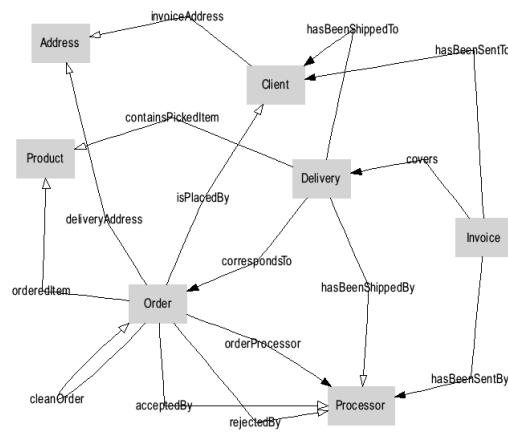 invoiceAddress
hasBeenShippedTo
Address
hasBeenSentTo
Client
containsPickedItem
Product
covers
Delivery
isPlacedBy
deliveryAddress
Invoice
correspondsTo
orderedItem
hasBeenShippedBy
Order
orderProcessor
hasBeenSentBy
cleanOrder
acceptedBy
Processor
rejectedBy